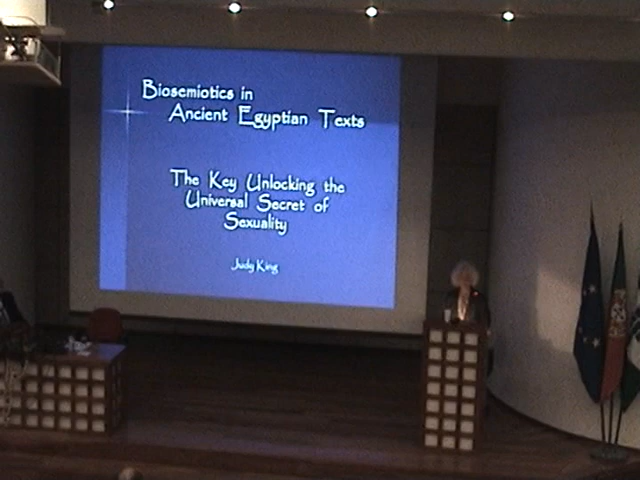 Biosemiotics in
Ancient Egyptian Texts
The Key Unlocking the
Universal Secret of
Sexuality
Judy King